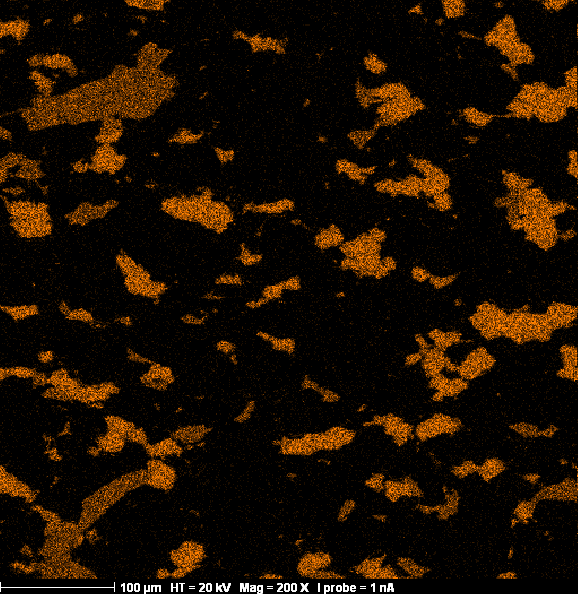 100 µm HT = 20 kV Mag = 200 X I probe = 1 nA